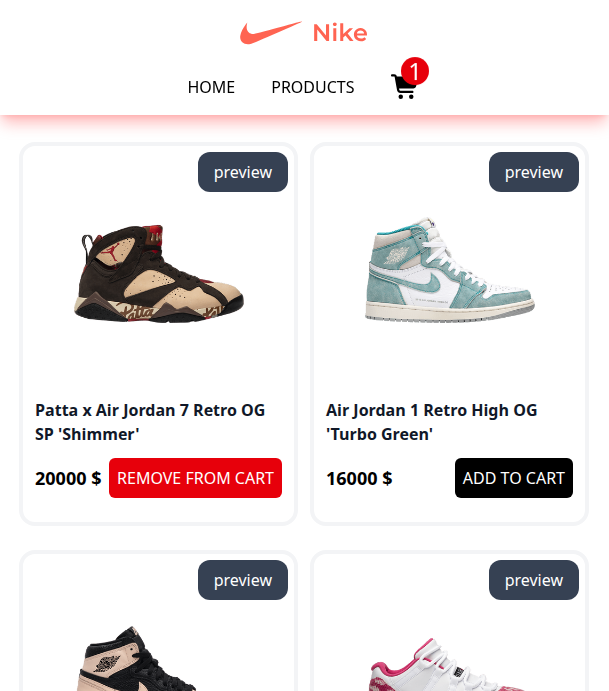 Nike
HOME PRODUCTS 1
preview
Patta
Patta x Air Jordan 7 Retro OG
SP 'Shimmer'
20000 $ REMOVE FROM CART
preview
Air Jordan 1 Retro High OG
'Turbo Green'
16000 $ ADD TO CART
preview
preview